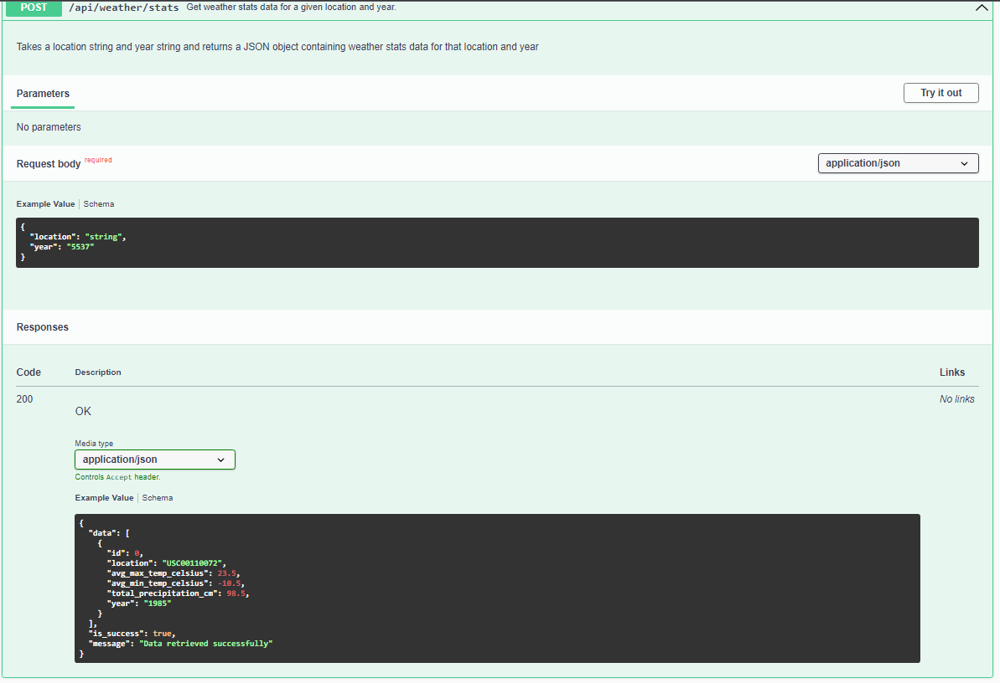 POST /api/weather/stats Get weather stats data for a given location and year.
Takes a location string and year string and returns a JSON object containing weather stats data for that location and year
Parameters Try it out
No parameters
Request body required application/json
Example Value Schema
{
"location": "string",
"year": "5537"
}
Responses
Code Description Links
200 No links
OK
Media type
application/json
Controls Accept header.
Example Value Schema
{
"data": [
{
"id": 0,
"location": "USC00110072",
"avg_max_temp_celsius": 23.5,
"avg_min_temp_celsius": -10.5,
"total_precipitation_cm": 98.5,
"year": "1985"
}
],
"is_success": true,
"message": "Data retrieved successfully"
}